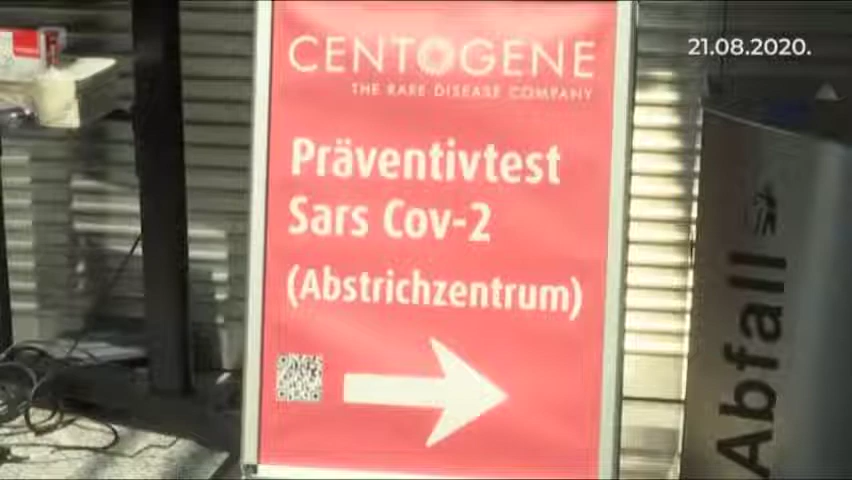 21.08.2020.
CENTOGENE
THE RARE DISEASE COMPANY
Präventivtest
Sars Cov-2
(Abstrichzentrum)
Abfall